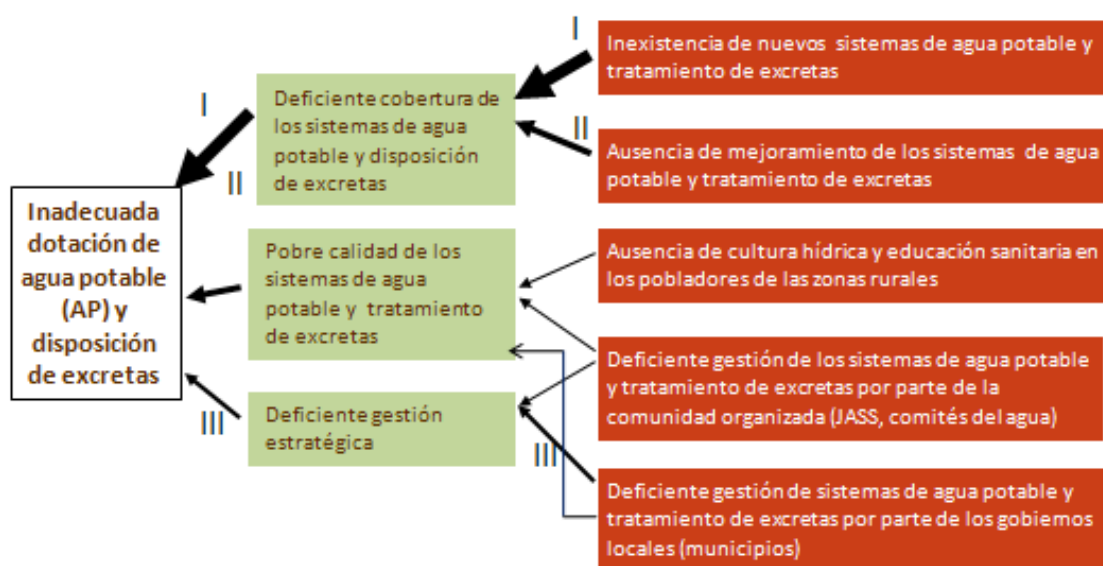 I
Inexistencia de nuevos sistemas de agua potable y
tratamiento de excretas
I
Deficiente cobertura de
los sistemas de agua
potable y disposición
de excretas
II
Ausencia de mejoramiento de los sistemas de agua
potable y tratamiento de excretas
II
Inadecuada
dotación de
agua potable
(AP) y
disposición
de excretas
Pobre calidad de los
sistemas de agua
potable y tratamiento
de excretas
Ausencia de cultura hídrica y educación sanitaria en
los pobladores de las zonas rurales
Deficiente gestión de los sistemas de agua potable
y tratamiento de excretas por parte de la
comunidad organizada (JASS, comités del agua)
III
Deficiente gestión
estratégica
III
Deficiente gestión de sistemas de agua potable y
tratamiento de excretas por parte de los gobiernos
locales (municipios)